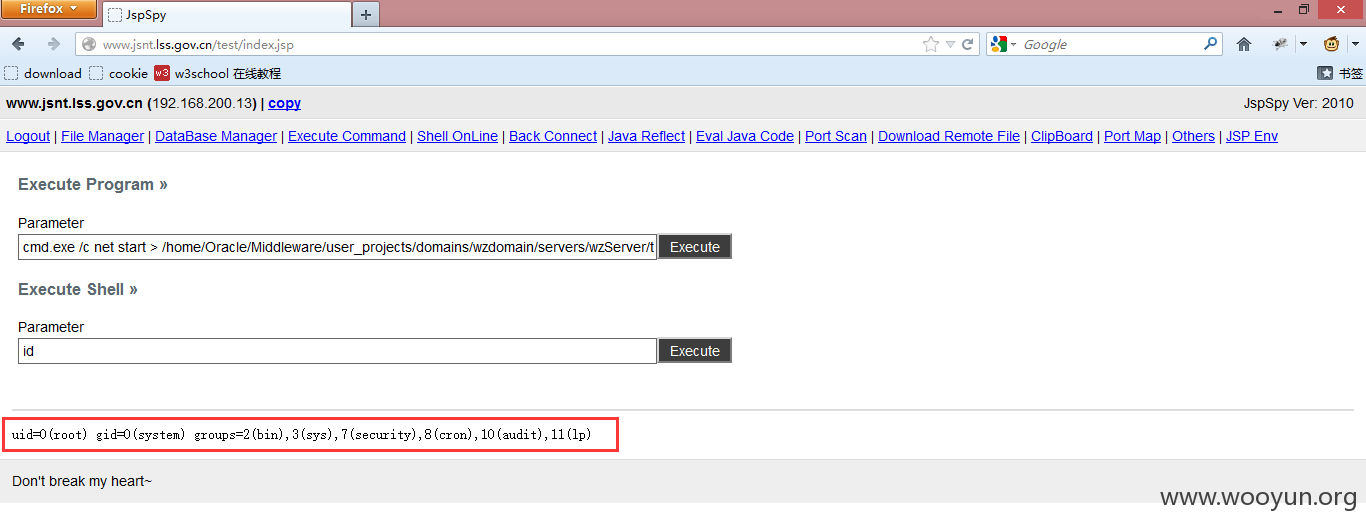 Firefox
JspSpy
www.jsnt.lss.gov.cn/test/index.jsp
Google
download cookie w3 w3school 在线教程 书签
www.jsnt.lss.gov.cn (192.168.200.13) | copy JspSpy Ver: 2010
Logout | File Manager | DataBase Manager | Execute Command | Shell OnLine | Back Connect | Java Reflect | Eval Java Code | Port Scan | Download Remote File | ClipBoard | Port Map | Others | JSP Env
Execute Program »
Parameter
cmd.exe /c net start > /home/Oracle/Middleware/user_projects/domains/wzdomain/servers/wzServer/t Execute
Execute Shell »
Parameter
id Execute
uid=0(root) gid=0(system) groups=2(bin),3(sys),7(security),8(cron),10(audit),11(lp)
Don't break my heart~
www.wooyun.org